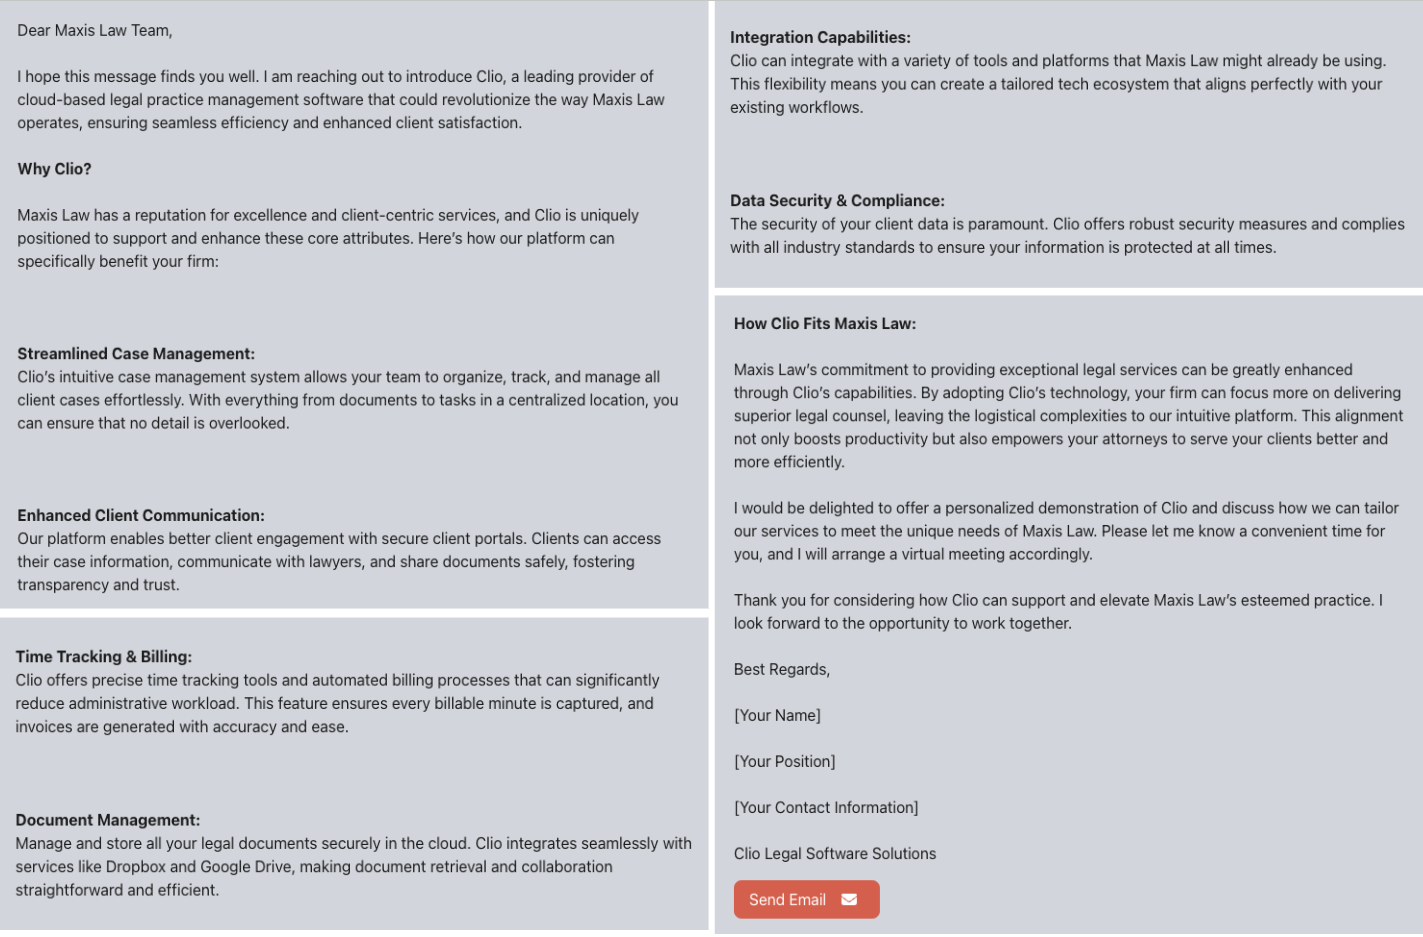 Dear Maxis Law Team,
I hope this message finds you well. I am reaching out to introduce Clio, a leading provider of
cloud-based legal practice management software that could revolutionize the way Maxis Law
operates, ensuring seamless efficiency and enhanced client satisfaction.
Why Clio?
Maxis Law has a reputation for excellence and client-centric services, and Clio is uniquely
positioned to support and enhance these core attributes. Here’s how our platform can
specifically benefit your firm:
Streamlined Case Management:
Clio’s intuitive case management system allows your team to organize, track, and manage all
client cases effortlessly. With everything from documents to tasks in a centralized location, you
can ensure that no detail is overlooked.
Enhanced Client Communication:
Our platform enables better client engagement with secure client portals. Clients can access
their case information, communicate with lawyers, and share documents safely, fostering
transparency and trust.
Time Tracking & Billing:
Clio offers precise time tracking tools and automated billing processes that can significantly
reduce administrative workload. This feature ensures every billable minute is captured, and
invoices are generated with accuracy and ease.
Document Management:
Manage and store all your legal documents securely in the cloud. Clio integrates seamlessly with
services like Dropbox and Google Drive, making document retrieval and collaboration
straightforward and efficient.
Integration Capabilities:
Clio can integrate with a variety of tools and platforms that Maxis Law might already be using.
This flexibility means you can create a tailored tech ecosystem that aligns perfectly with your
existing workflows.
Data Security & Compliance:
The security of your client data is paramount. Clio offers robust security measures and complies
with all industry standards to ensure your information is protected at all times.
How Clio Fits Maxis Law:
Maxis Law’s commitment to providing exceptional legal services can be greatly enhanced
through Clio’s capabilities. By adopting Clio’s technology, your firm can focus more on delivering
superior legal counsel, leaving the logistical complexities to our intuitive platform. This alignment
not only boosts productivity but also empowers your attorneys to serve your clients better and
more efficiently.
I would be delighted to offer a personalized demonstration of Clio and discuss how we can tailor
our services to meet the unique needs of Maxis Law. Please let me know a convenient time for
you, and I will arrange a virtual meeting accordingly.
Thank you for considering how Clio can support and elevate Maxis Law’s esteemed practice. I
look forward to the opportunity to work together.
Best Regards,
[Your Name]
[Your Position]
[Your Contact Information]
Clio Legal Software Solutions
Send Email